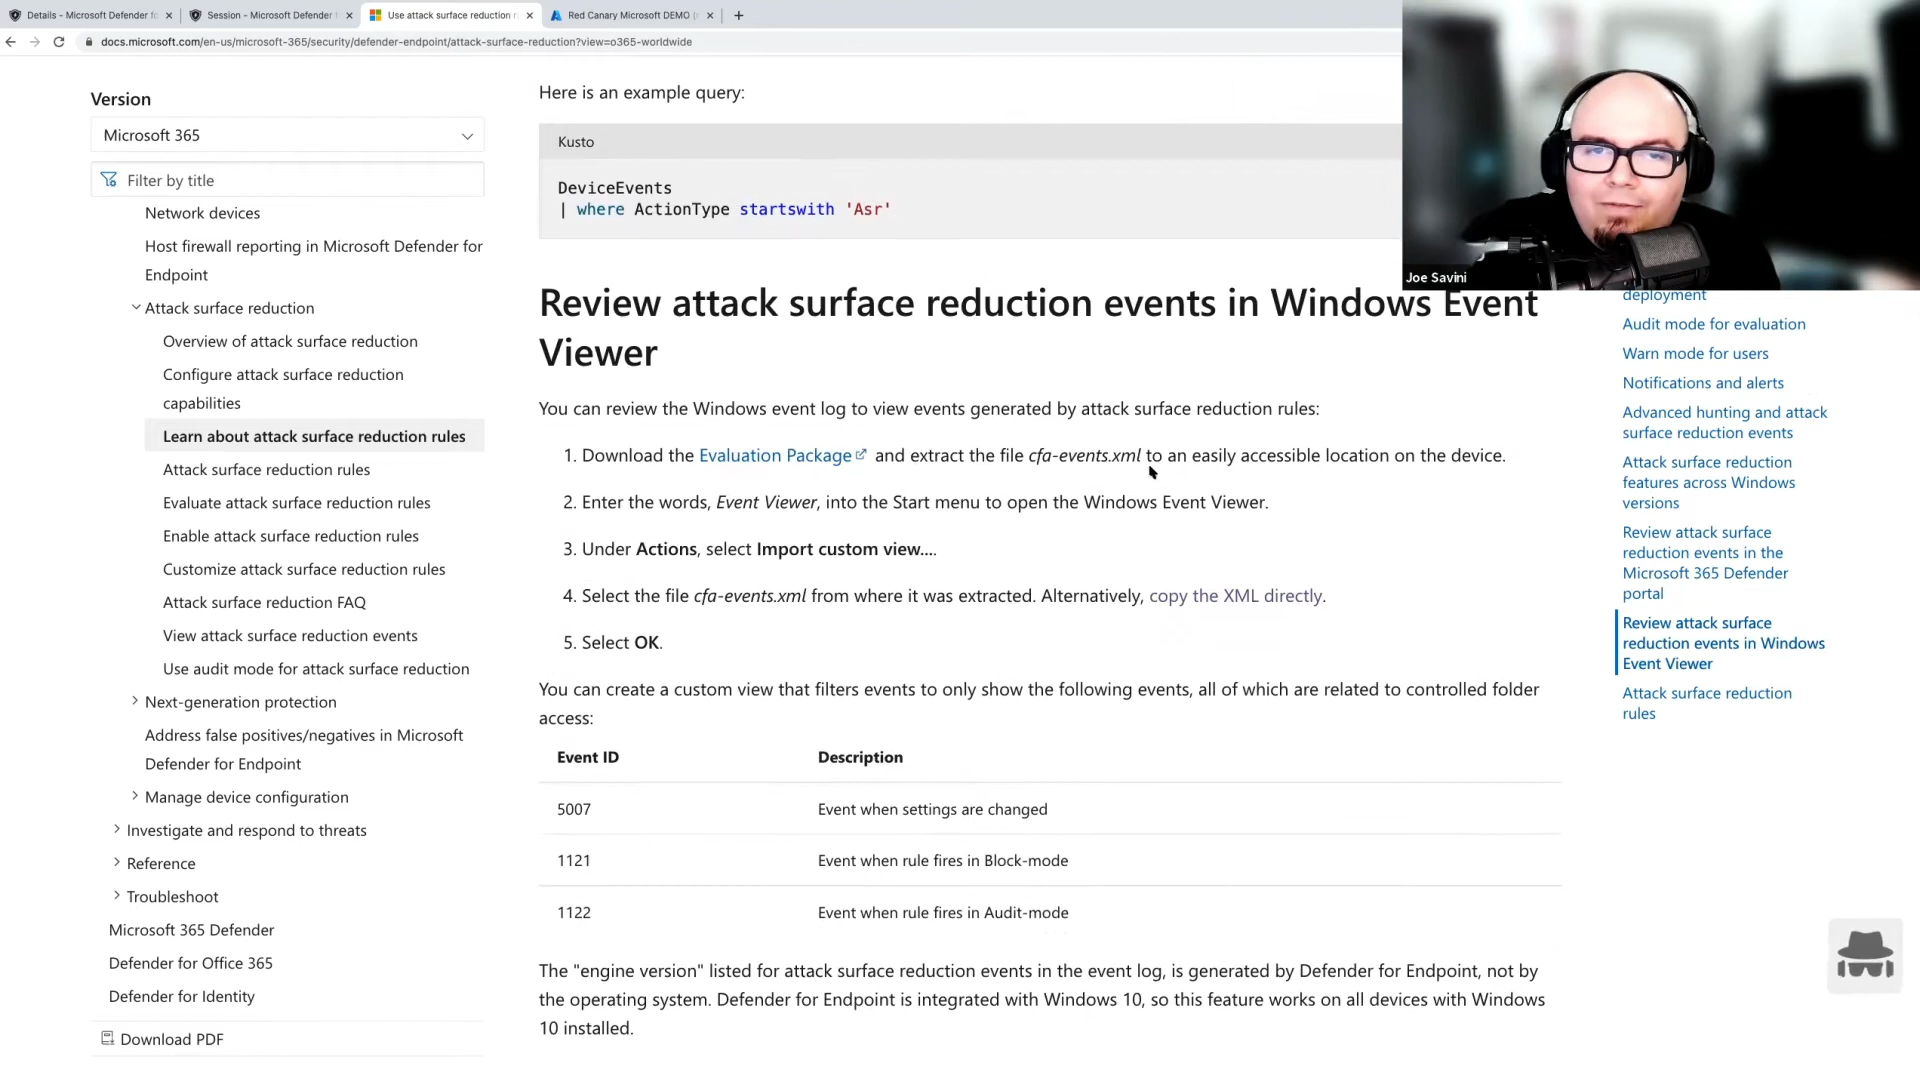 Details - Microsoft Defender fo
Session - Microsoft Defender
Use attack surface reduction r
Red Canary Microsoft DEMO
docs.microsoft.com/en-us/microsoft-365/security/defender-endpoint/attack-surface-reduction?view=o365-worldwide
Version
Microsoft 365
Filter by title
Network devices
Host firewall reporting in Microsoft Defender for
Endpoint
Attack surface reduction
Overview of attack surface reduction
Configure attack surface reduction
capabilities
Learn about attack surface reduction rules
Attack surface reduction rules
Evaluate attack surface reduction rules
Enable attack surface reduction rules
Customize attack surface reduction rules
Attack surface reduction FAQ
View attack surface reduction events
Use audit mode for attack surface reduction
Next-generation protection
Address false positives/negatives in Microsoft
Defender for Endpoint
Manage device configuration
Investigate and respond to threats
Reference
Troubleshoot
Microsoft 365 Defender
Defender for Office 365
Defender for Identity
Download PDF
Here is an example query:
Kusto
DeviceEvents
| where ActionType startswith 'Asr'
Review attack surface reduction events in Windows Event
Viewer
You can review the Windows event log to view events generated by attack surface reduction rules:
1. Download the Evaluation Package and extract the file cfa-events.xml to an easily accessible location on the device.
2. Enter the words, Event Viewer, into the Start menu to open the Windows Event Viewer.
3. Under Actions, select Import custom view....
4. Select the file cfa-events.xml from where it was extracted. Alternatively, copy the XML directly.
5. Select OK.
You can create a custom view that filters events to only show the following events, all of which are related to controlled folder
access:
Event ID Description
5007 Event when settings are changed
1121 Event when rule fires in Block-mode
1122 Event when rule fires in Audit-mode
The "engine version" listed for attack surface reduction events in the event log, is generated by Defender for Endpoint, not by
the operating system. Defender for Endpoint is integrated with Windows 10, so this feature works on all devices with Windows
10 installed.
Joe Savini
deployment
Audit mode for evaluation
Warn mode for users
Notifications and alerts
Advanced hunting and attack
surface reduction events
Attack surface reduction
features across Windows
versions
Review attack surface
reduction events in the
Microsoft 365 Defender
portal
Review attack surface
reduction events in Windows
Event Viewer
Attack surface reduction
rules